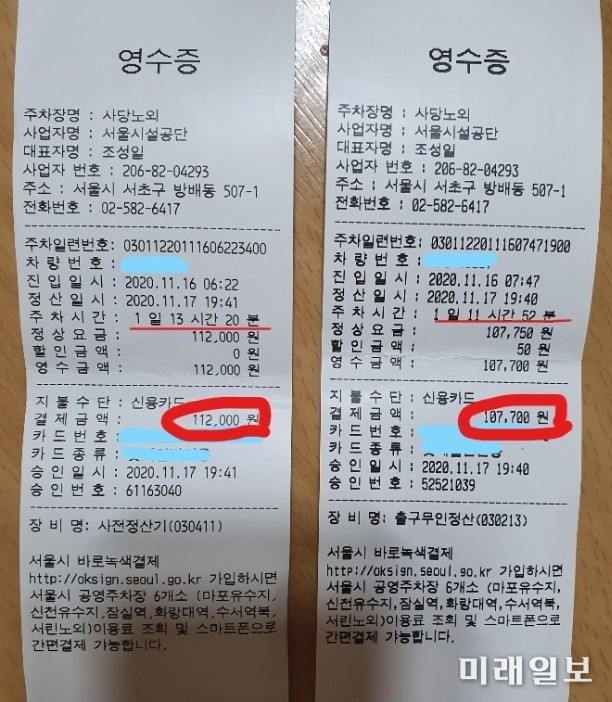 영수증
주차장명 : 사당노외
사업자명 : 서울시설공단
대표자명 : 조성일
사업자 번호 : 206-82-04293
주소 : 서울시 서초구 방배동 507-1
전화번호 : 02-582-6417
주차일련번호: 03011220111606223400
차 량 번 호 :
진 입 일 시 : 2020.11.16 06:22
정 산 일 시 : 2020.11.17 19:41
주 차 시 간 : 1 일 13 시간 20 분
정 상 요 금 : 112,000 원
할 인 금 액 : 0 원
영 수 금 액 : 112,000 원
지 불 수 단 : 신용카드
결 제 금 액 : 112,000 원
카 드 번 호 :
카 드 종 류 :
승 인 일 시 : 2020.11.17 19:41
승 인 번 호 : 61163040
장 비 명: 사전정산기(030411)
서울시 바로녹색결제
http://oksign.seoul.go.kr 가입하시면
서울시 공영주차장 6개소 (마포유수지,
신천유수지,잠실역,화랑대역,수서역북,
서린노외)이용료 조회 및 스마트폰으로
간편결제 가능합니다.
영수증
주차장명 : 사당노외
사업자명 : 서울시설공단
대표자명 : 조성일
사업자 번호 : 206-82-04293
주소 : 서울시 서초구 방배동 507-1
전화번호 : 02-582-6417
주차일련번호: 03011220111607471900
차 량 번 호 :
진 입 일 시 : 2020.11.16 07:47
정 산 일 시 : 2020.11.17 19:40
주 차 시 간 : 1 일 11 시간 52 분
정 상 요 금 : 107,750 원
할 인 금 액 : 50 원
영 수 금 액 : 107,700 원
지 불 수 단 : 신용카드
결 제 금 액 : 107,700 원
카 드 번 호 :
카 드 종 류 :
승 인 일 시 : 2020.11.17 19:40
승 인 번 호 : 52521039
장 비 명: 출구무인정산(030213)
서울시 바로녹색결제
http://oksign.seoul.go.kr 가입하시면
서울시 공영주차장 6개소 (마포유수지,
신천유수지,잠실역,화랑대역,수서역북,
서린노외)이용료 조회 및 스마트폰으로
간편결제 가능합니다.
미래일보